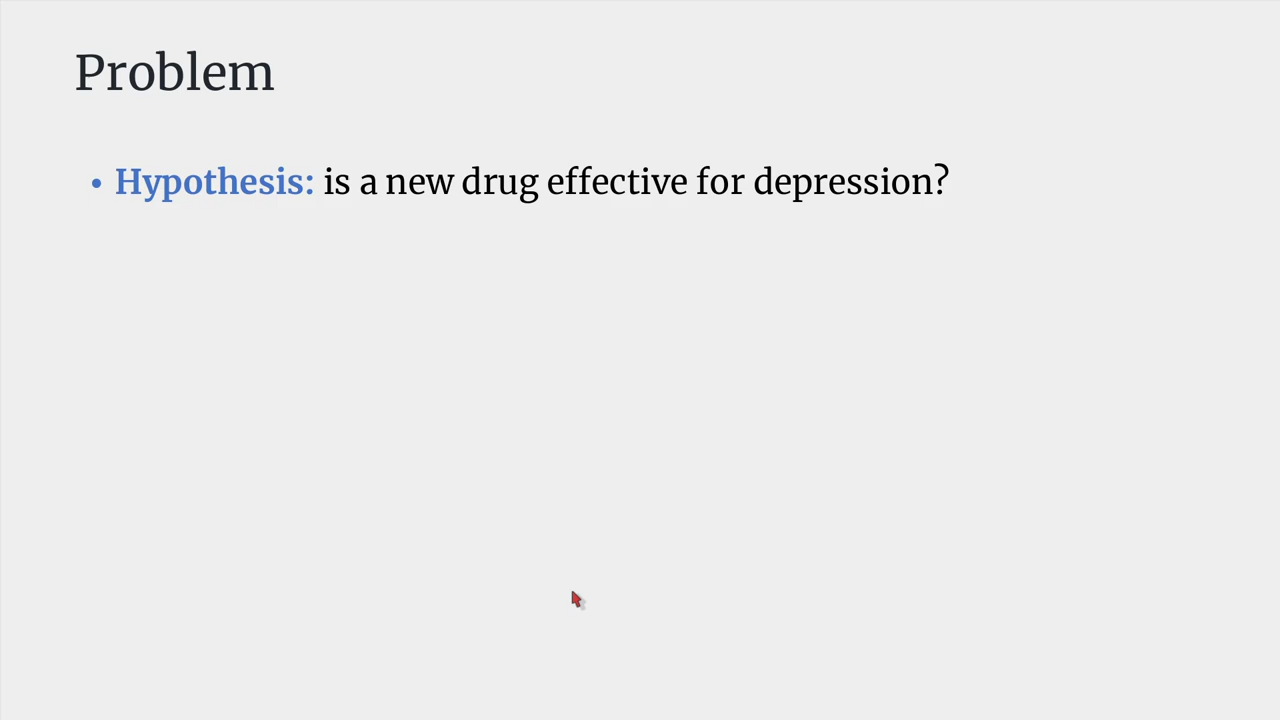 Problem
• Hypothesis: is a new drug effective for depression?